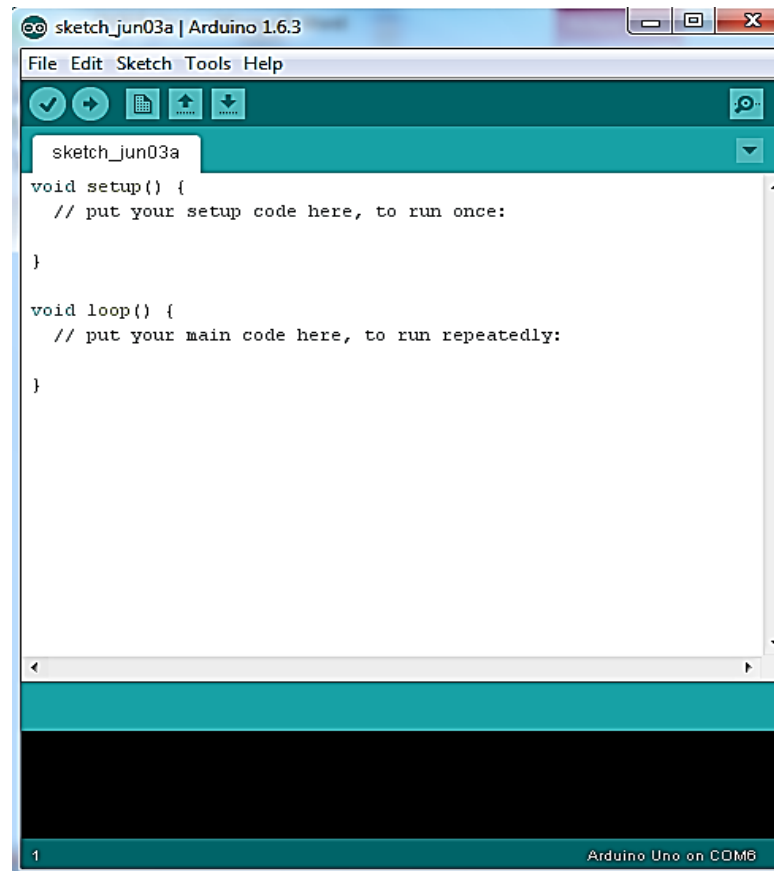 sketch_jun03a | Arduino 1.6.3
File Edit Sketch Tools Help
sketch_jun03a
void setup() {
  // put your setup code here, to run once:
}
void loop() {
  // put your main code here, to run repeatedly:
}
1
Arduino Uno on COM6